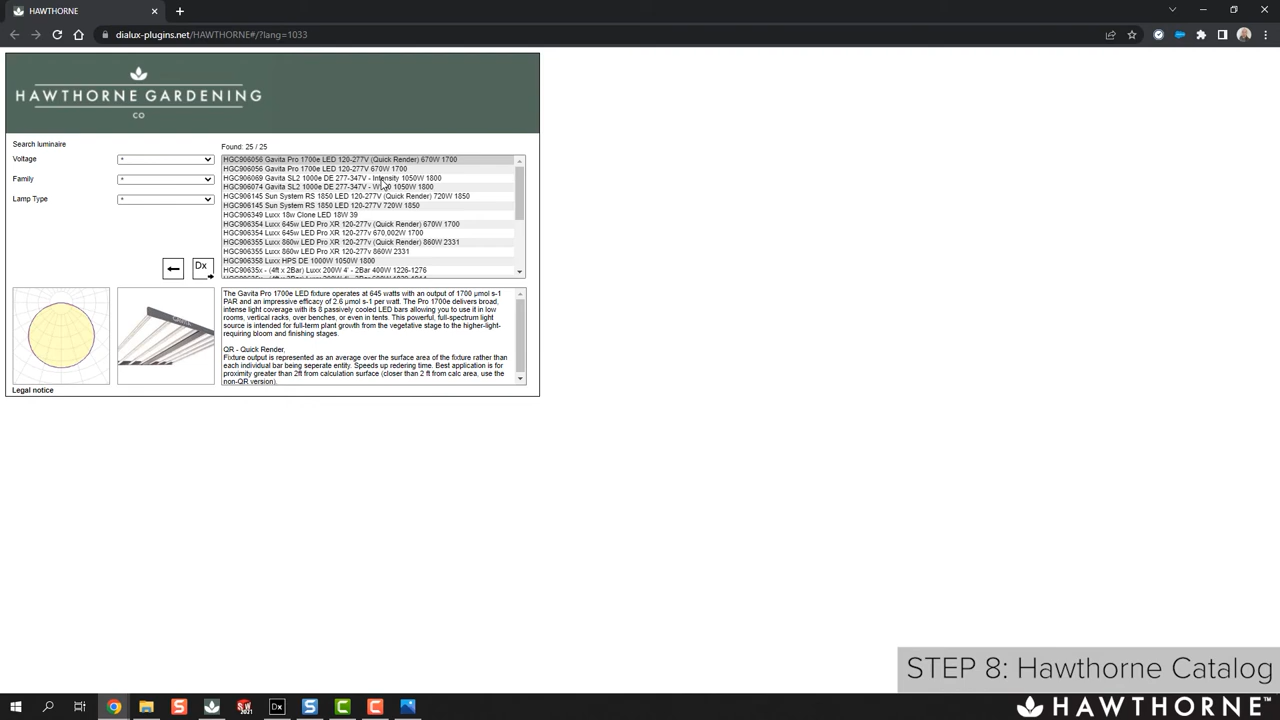 HAWTHORNE
dialux-plugins.net/HAWTHORNE#/?lang=1033
HAWTHORNE GARDENING
CO
Search luminaire
Found: 25 / 25
Voltage
*
Family
*
Lamp Type
*
HGC906056 Gavita Pro 1700e LED 120-277V (Quick Render) 670W 1700
HGC906056 Gavita Pro 1700e LED 120-277V 670W 1700
HGC906069 Gavita SL2 1000e DE 277-347V - Intensity 1050W 1800
HGC906074 Gavita SL2 1000e DE 277-347V - 1050W 1800
HGC906145 Sun System RS 1850 LED 120-277V (Quick Render) 720W 1850
HGC906145 Sun System RS 1850 LED 120-277V 720W 1850
HGC906349 Luxx 18w Clone LED 18W 39
HGC906354 Luxx 645w LED Pro XR 120-277v (Quick Render) 670W 1700
HGC906354 Luxx 645w LED Pro XR 120-277v 670,002W 1700
HGC906355 Luxx 860w LED Pro XR 120-277v (Quick Render) 860W 2331
HGC906355 Luxx 860w LED Pro XR 120-277v 860W 2331
HGC906358 Luxx HPS DE 1000W 1050W 1800
HGC90635x - (4ft x 2Bar) Luxx 200W 4' - 2Bar 400W 1226-1276
Dx
The Gavita Pro 1700e LED fixture operates at 645 watts with an output of 1700 µmol s-1
PAR and an impressive efficacy of 2.6 µmol s-1 per watt. The Pro 1700e delivers broad,
intense light coverage with its 8 passively cooled LED bars allowing you to use it in low
rooms, vertical racks, over benches, or even in tents. This powerful, full-spectrum light
source is intended for full-term plant growth from the vegetative stage to the higher-light-
requiring bloom and finishing stages.
QR - Quick Render,
Fixture output is represented as an average over the surface area of the fixture rather than
each individual bar being seperate entity. Speeds up redering time. Best application is for
proximity greater than 2ft from calculation surface (closer than 2 ft from calc area, use the
non-QR version).
Legal notice
STEP 8: Hawthorne Catalog
HAWTHORNE™